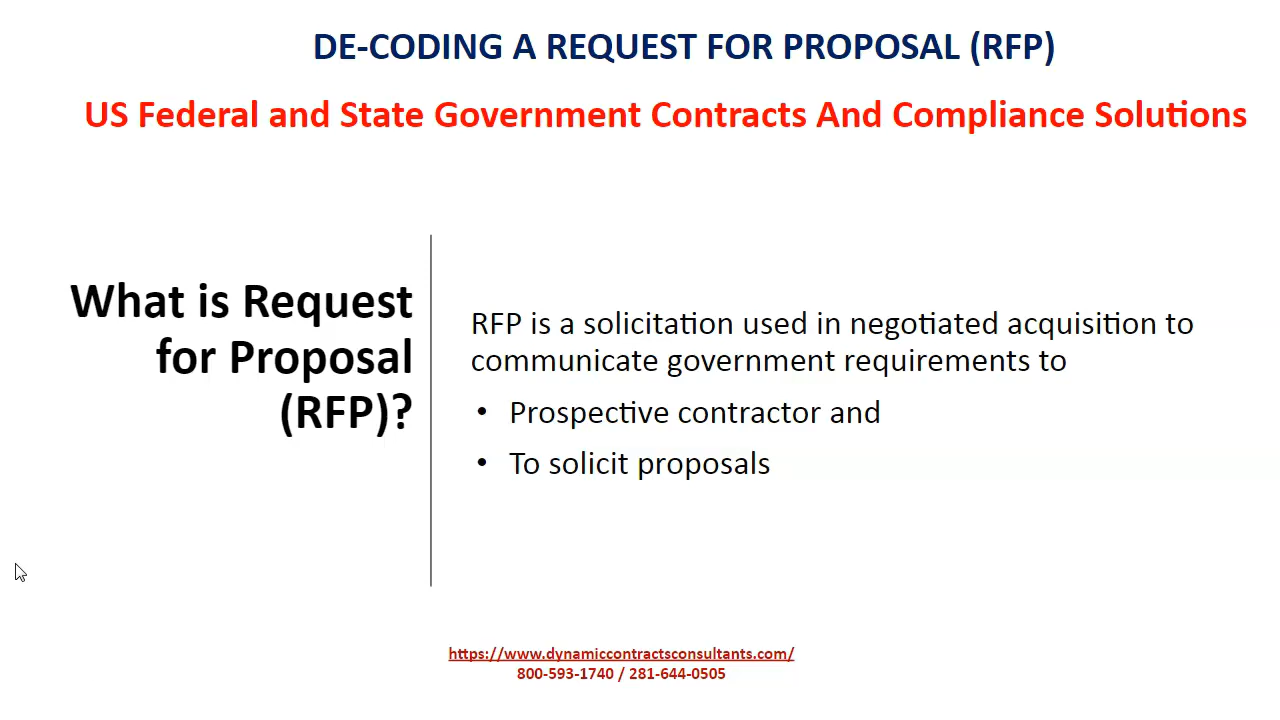 DE-CODING A REQUEST FOR PROPOSAL (RFP)
US Federal and State Government Contracts And Compliance Solutions
What is Request
for Proposal
(RFP)?
RFP is a solicitation used in negotiated acquisition to
communicate government requirements to
• Prospective contractor and
• To solicit proposals
https://www.dynamiccontractsconsultants.com/
800-593-1740 / 281-644-0505